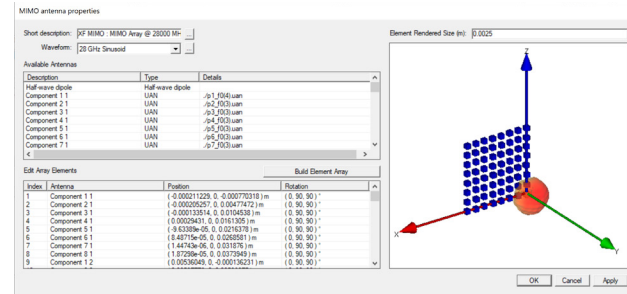 MIMO antenna properties
Short description: XF MIMO : MIMO Array @ 28000 MH ...
Element Rendered Size (m): 0.0025
Waveform: 28 GHz Sinusoid ...
Available Antennas
Description Type Details
Half-wave dipole Half-wave dipole
Component 1 1 UAN ./p1_f0(4).uan
Component 2 1 UAN ./p2_f0(3).uan
Component 3 1 UAN ./p3_f0(3).uan
Component 4 1 UAN ./p4_f0(3).uan
Component 5 1 UAN ./p5_f0(3).uan
Component 6 1 UAN ./p6_f0(3).uan
Component 7 1 UAN ./p7_f0(3).uan
Edit Array Elements
Build Element Array
Index Antenna Position Rotation
1 Component 1 1 (-0.000211229, 0, -0.000770318) m (0, 90, 90) °
2 Component 2 1 (-0.000205257, 0, 0.00477472) m (0, 90, 90) °
3 Component 3 1 (-0.000133514, 0, 0.0104538) m (0, 90, 90) °
4 Component 4 1 (0.00029431, 0, 0.0161305) m (0, 90, 90) °
5 Component 5 1 (-9.63389e-05, 0, 0.0216378) m (0, 90, 90) °
6 Component 6 1 (8.48715e-05, 0, 0.0268581) m (0, 90, 90) °
7 Component 7 1 (1.44743e-06, 0, 0.031876) m (0, 90, 90) °
8 Component 8 1 (1.87298e-05, 0, 0.0373949) m (0, 90, 90) °
9 Component 1 2 (0.00536049, 0, -0.000136231) m (0, 90, 90) °
Z
X
Y
OK Cancel Apply